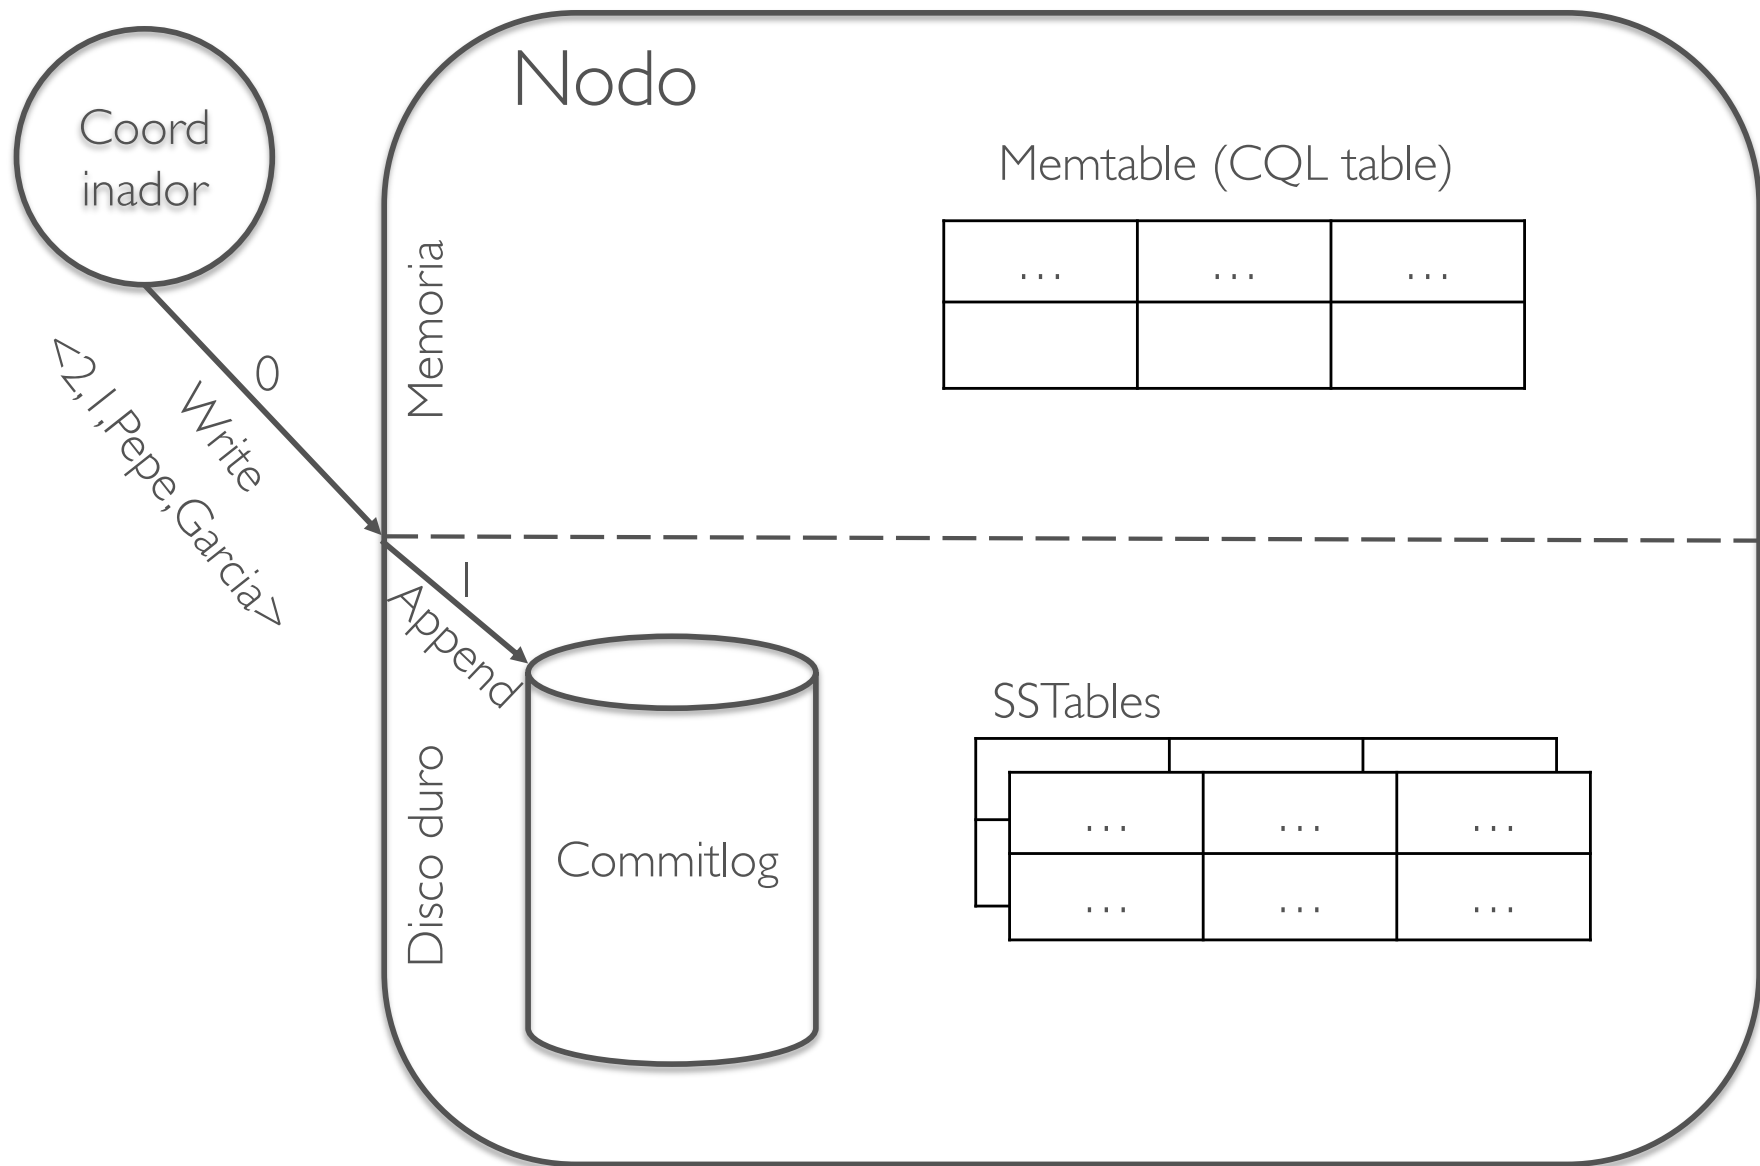 Nodo
Coord
inador
Memtable (CQL table)
Memoria
... ... ...
0
Write
<2,1,Pepe,Garcia>
1
Append
SSTables
Disco duro
... ... ...
Commitlog
... ... ...